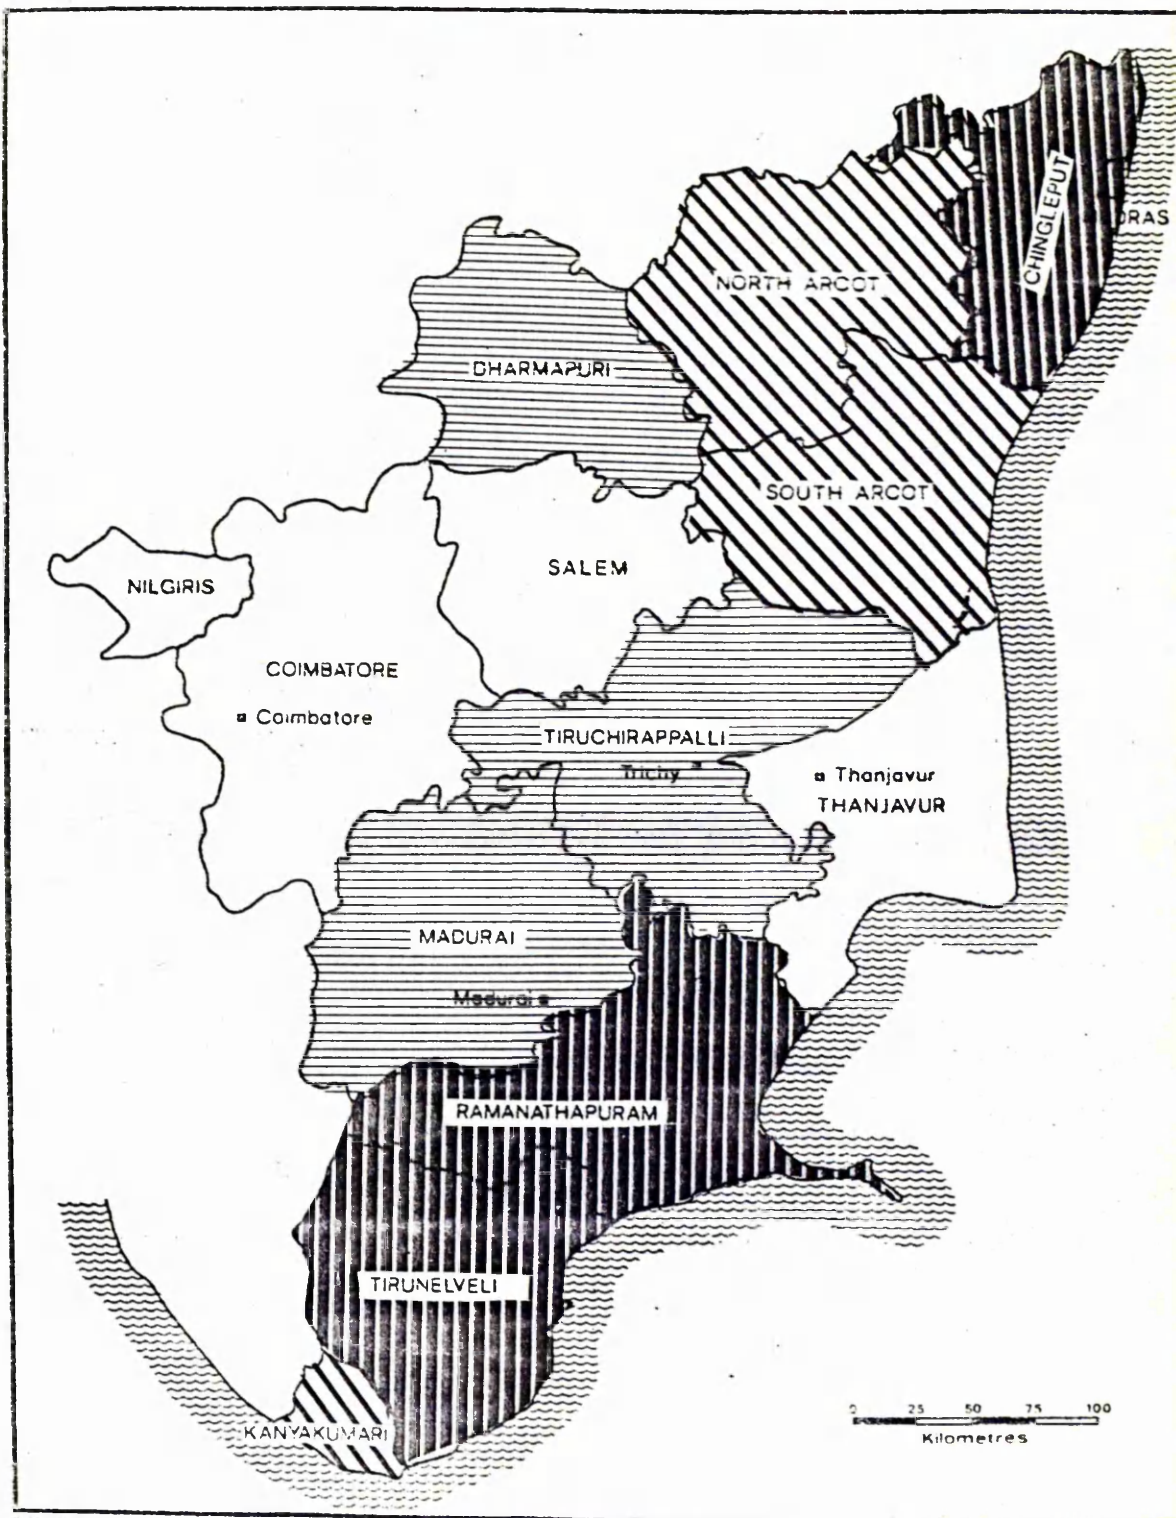 CHINGLEPUT
DRAS
NORTH ARCOT
DHARMAPURI
SOUTH ARCOT
NILGIRIS
SALEM
COIMBATORE
Coimbatore
TIRUCHIRAPPALLI
Trichy
Thanjavur
THANJAVUR
MADURAI
Madurai
RAMANATHAPURAM
TIRUNELVELI
KANYAKUMARI
0 25 50 75 100
Kilometres